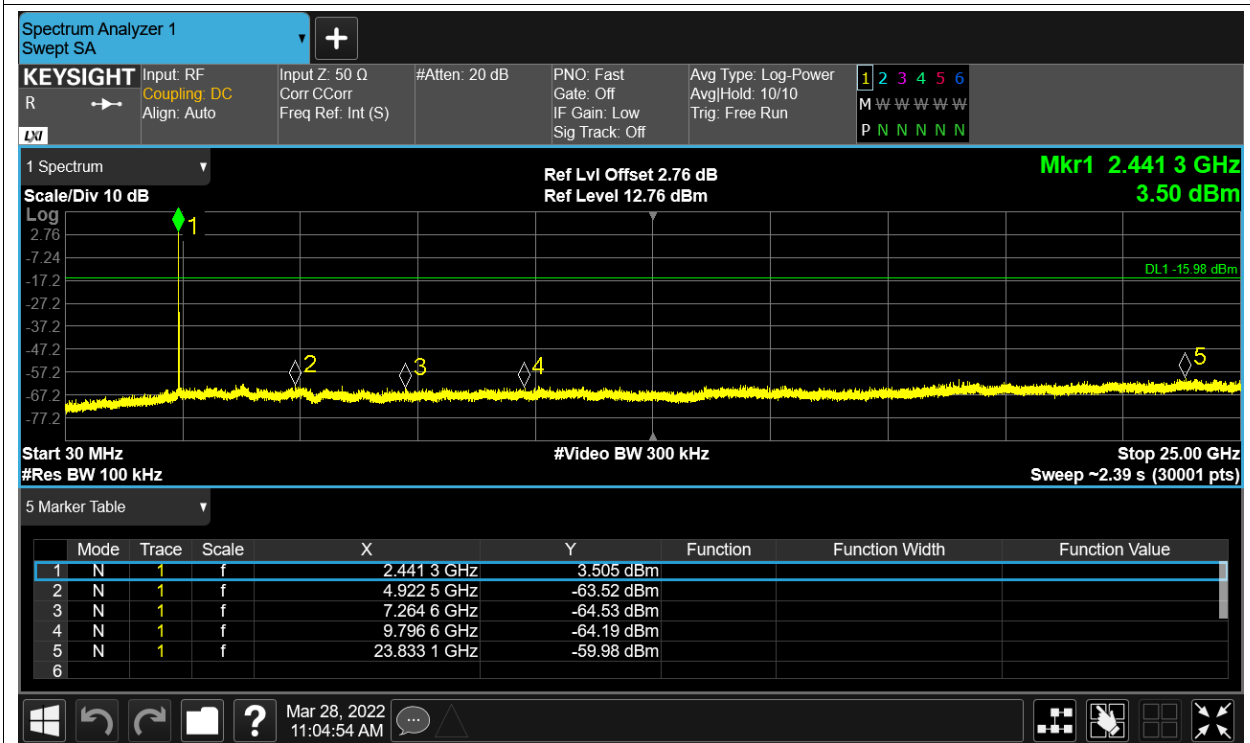 Spectrum Analyzer 1
Swept SA
+
KEYSIGHT Input: RF Input Z: 50 Ω #Atten: 20 dB PNO: Fast Avg Type: Log-Power 1 2 3 4 5 6
R Coupling: DC Corr CCorr Gate: Off Avg|Hold: 10/10 M W W W W W
Align: Auto Freq Ref: Int (S) IF Gain: Low Trig: Free Run
LXI Sig Track: Off P N N N N N
1 Spectrum Ref Lvl Offset 2.76 dB Mkr1 2.441 3 GHz
Scale/Div 10 dB Ref Level 12.76 dBm 3.50 dBm
Log
1
2.76
-7.24
DL1 -15.98 dBm
-17.2
-27.2
-37.2
-47.2
2 3 4 5
-57.2
-67.2
-77.2
Start 30 MHz #Video BW 300 kHz Stop 25.00 GHz
#Res BW 100 kHz Sweep ~2.39 s (30001 pts)
5 Marker Table
Mode Trace Scale X Y Function Function Width Function Value
1 N 1 f 2.441 3 GHz 3.505 dBm
2 N 1 f 4.922 5 GHz -63.52 dBm
3 N 1 f 7.264 6 GHz -64.53 dBm
4 N 1 f 9.796 6 GHz -64.19 dBm
5 N 1 f 23.833 1 GHz -59.98 dBm
6
? Mar 28, 2022
11:04:54 AM